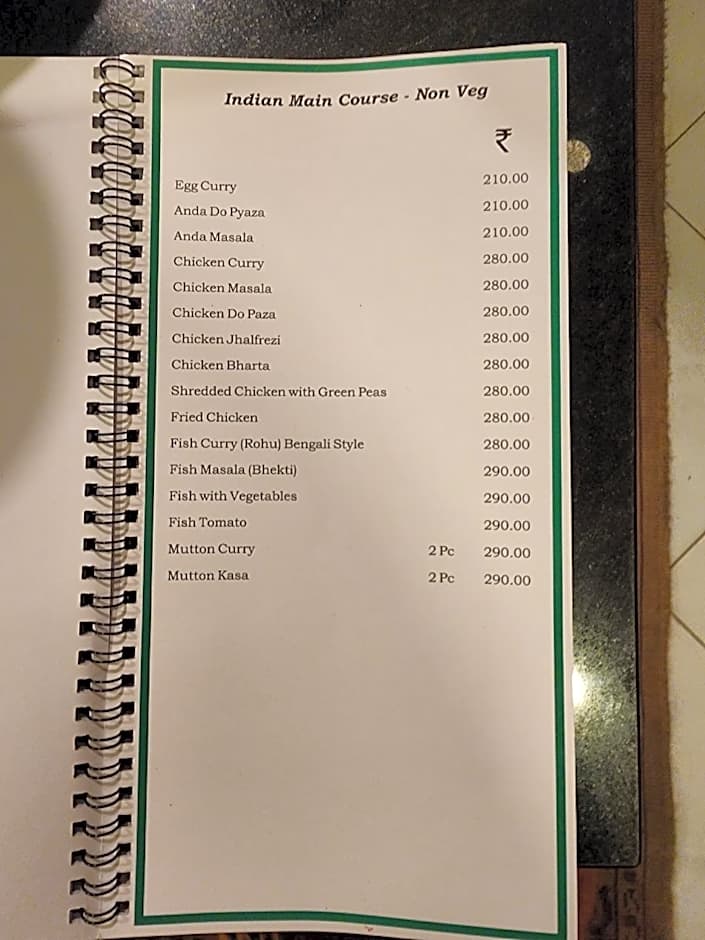 Indian Main Course - Non Veg
₹
Egg Curry 210.00
Anda Do Pyaza 210.00
Anda Masala 210.00
Chicken Curry 280.00
Chicken Masala 280.00
Chicken Do Paza 280.00
Chicken Jhalfrezi 280.00
Chicken Bharta 280.00
Shredded Chicken with Green Peas 280.00
Fried Chicken 280.00
Fish Curry (Rohu) Bengali Style 280.00
Fish Masala (Bhekti) 290.00
Fish with Vegetables 290.00
Fish Tomato 290.00
Mutton Curry 2 Pc 290.00
Mutton Kasa 2 Pc 290.00